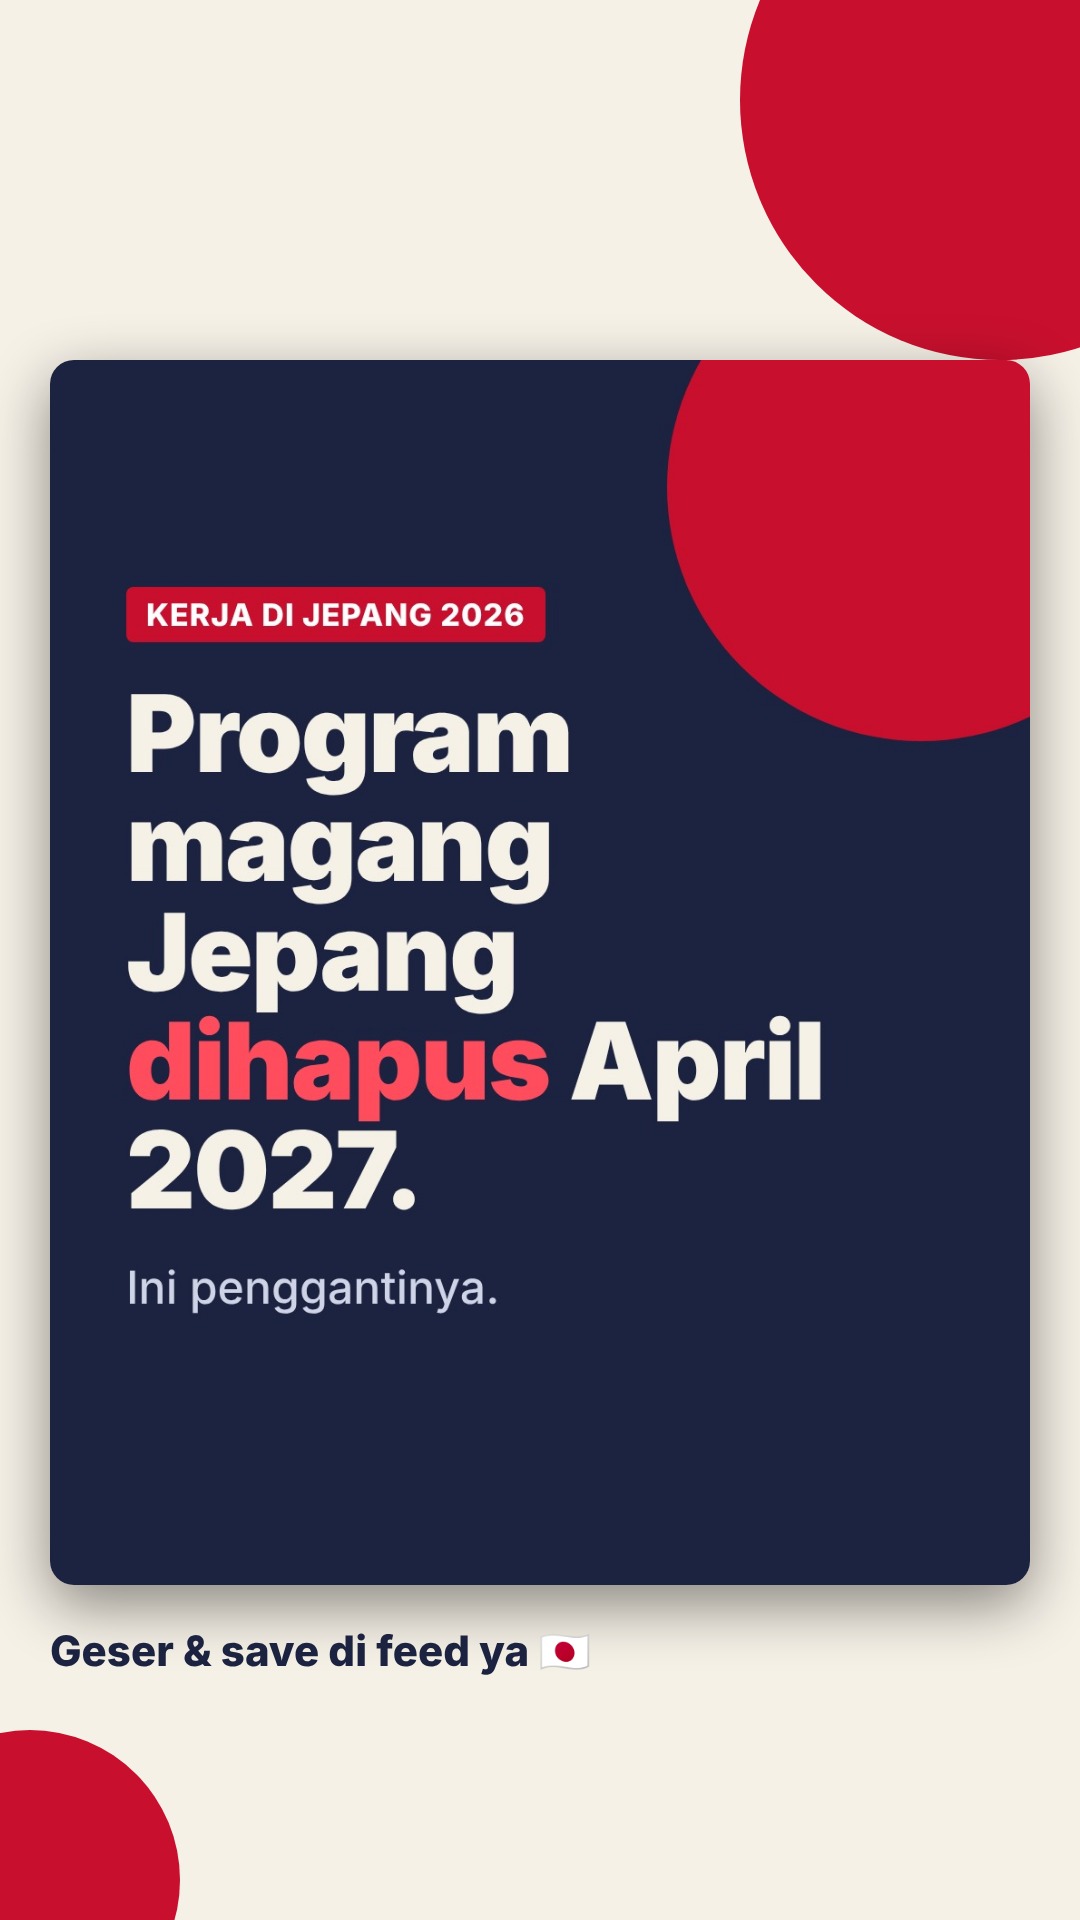 KERJA DI JEPANG 2026
Program
magang
Jepang
dihapus April
2027.
Ini penggantinya.
Geser & save di feed ya 🇯🇵